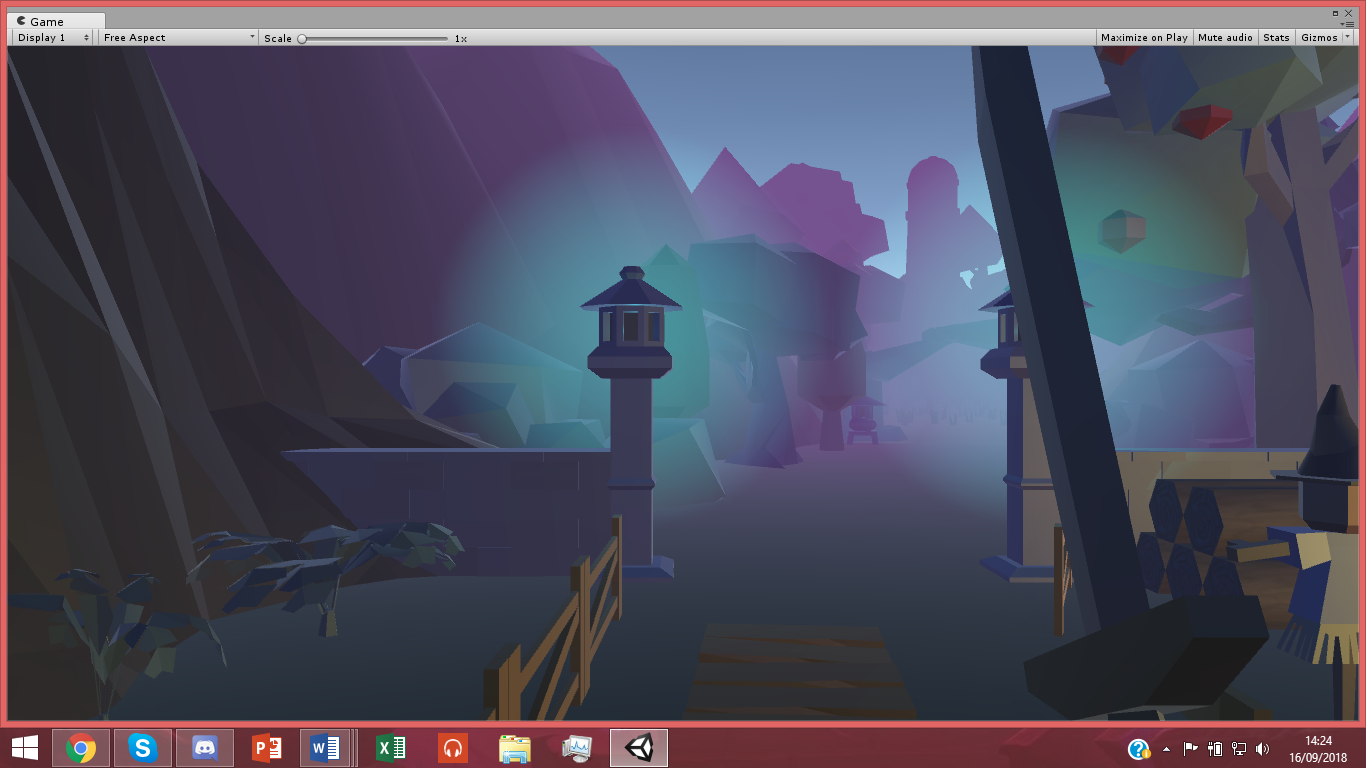 Game
Display 1 Free Aspect Scale 1x Maximize on Play Mute audio Stats Gizmos
14:24
16/09/2018